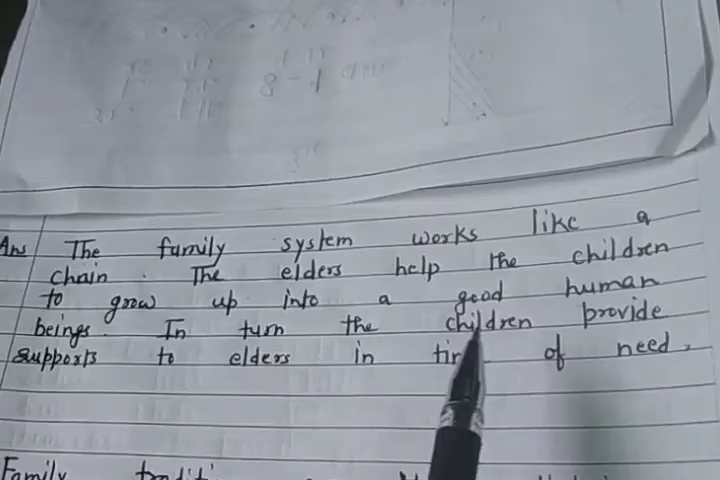 Ans The family system works like a
chain. The elders help the children
to grow up into a good human
beings. In turn the children provide
supports to elders in of need.
Family